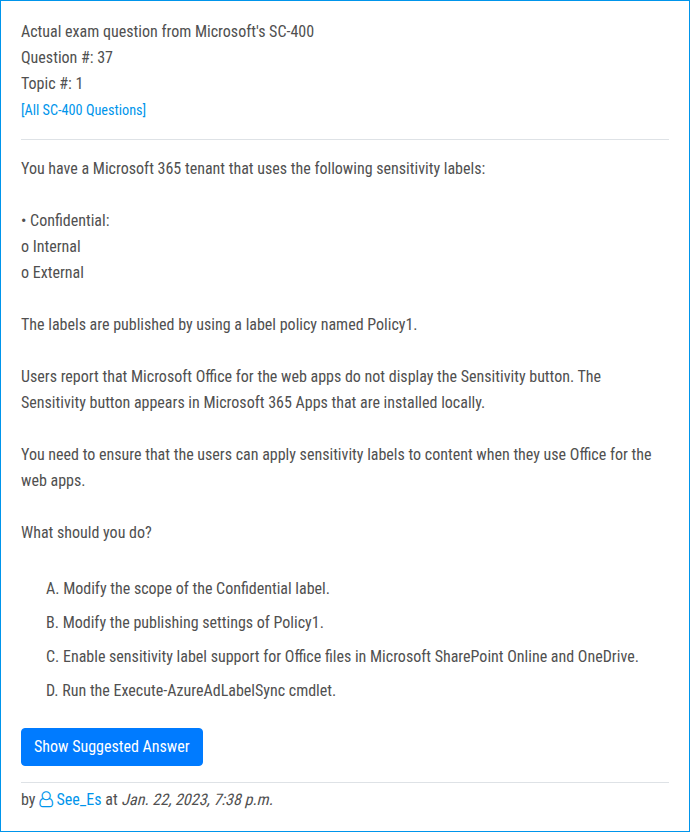 Actual exam question from Microsoft's SC-400
Question #: 37
Topic #: 1
[All SC-400 Questions]
You have a Microsoft 365 tenant that uses the following sensitivity labels:
• Confidential:
o Internal
o External
The labels are published by using a label policy named Policy1.
Users report that Microsoft Office for the web apps do not display the Sensitivity button. The
Sensitivity button appears in Microsoft 365 Apps that are installed locally.
You need to ensure that the users can apply sensitivity labels to content when they use Office for the
web apps.
What should you do?
A. Modify the scope of the Confidential label.
B. Modify the publishing settings of Policy1.
C. Enable sensitivity label support for Office files in Microsoft SharePoint Online and OneDrive.
D. Run the Execute-AzureAdLabelSync cmdlet.
Show Suggested Answer
by See_Es at Jan. 22, 2023, 7:38 p.m.